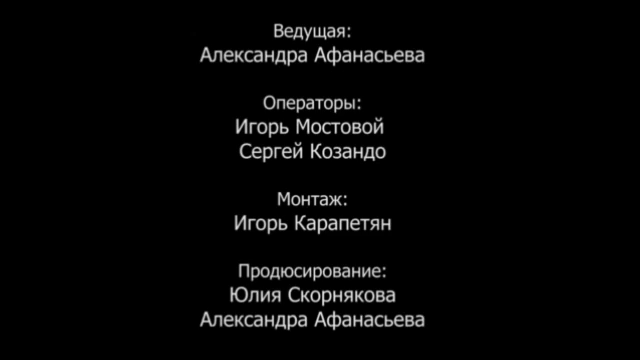 Ведущая:
Александра Афанасьева
Операторы:
Игорь Мостовой
Сергей Козандо
Монтаж:
Игорь Карапетян
Продюсирование:
Юлия Скорнякова
Александра Афанасьева